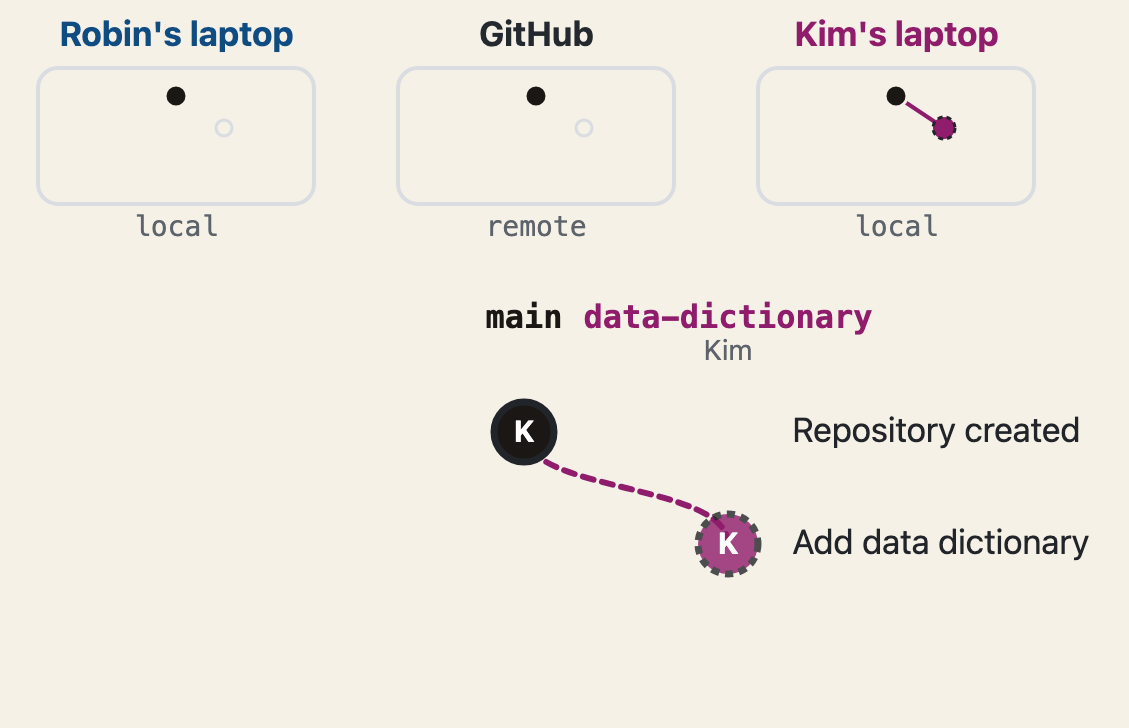 Robin's laptop
GitHub
Kim's laptop
local
remote
local
main data-dictionary
Kim
K
Repository created
K
Add data dictionary